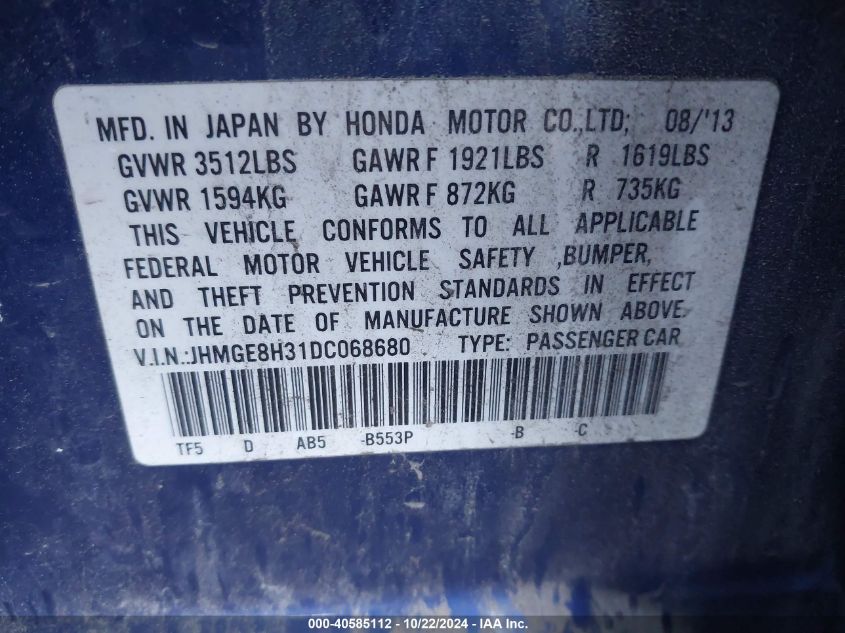 MFD. IN JAPAN BY HONDA MOTOR CO.,LTD; 08/'13
GVWR 3512LBS GAWR F 1921LBS R 1619LBS
GVWR 1594KG GAWR F 872KG R 735KG
THIS VEHICLE CONFORMS TO ALL APPLICABLE
FEDERAL MOTOR VEHICLE SAFETY ,BUMPER,
AND THEFT PREVENTION STANDARDS IN EFFECT
ON THE DATE OF MANUFACTURE SHOWN ABOVE.
V.I.N.:JHMGE8H31DC068680 TYPE: PASSENGER CAR
TF5 D AB5 -B553P -B -C
000-40585112 - 10/22/2024 - IAA Inc.